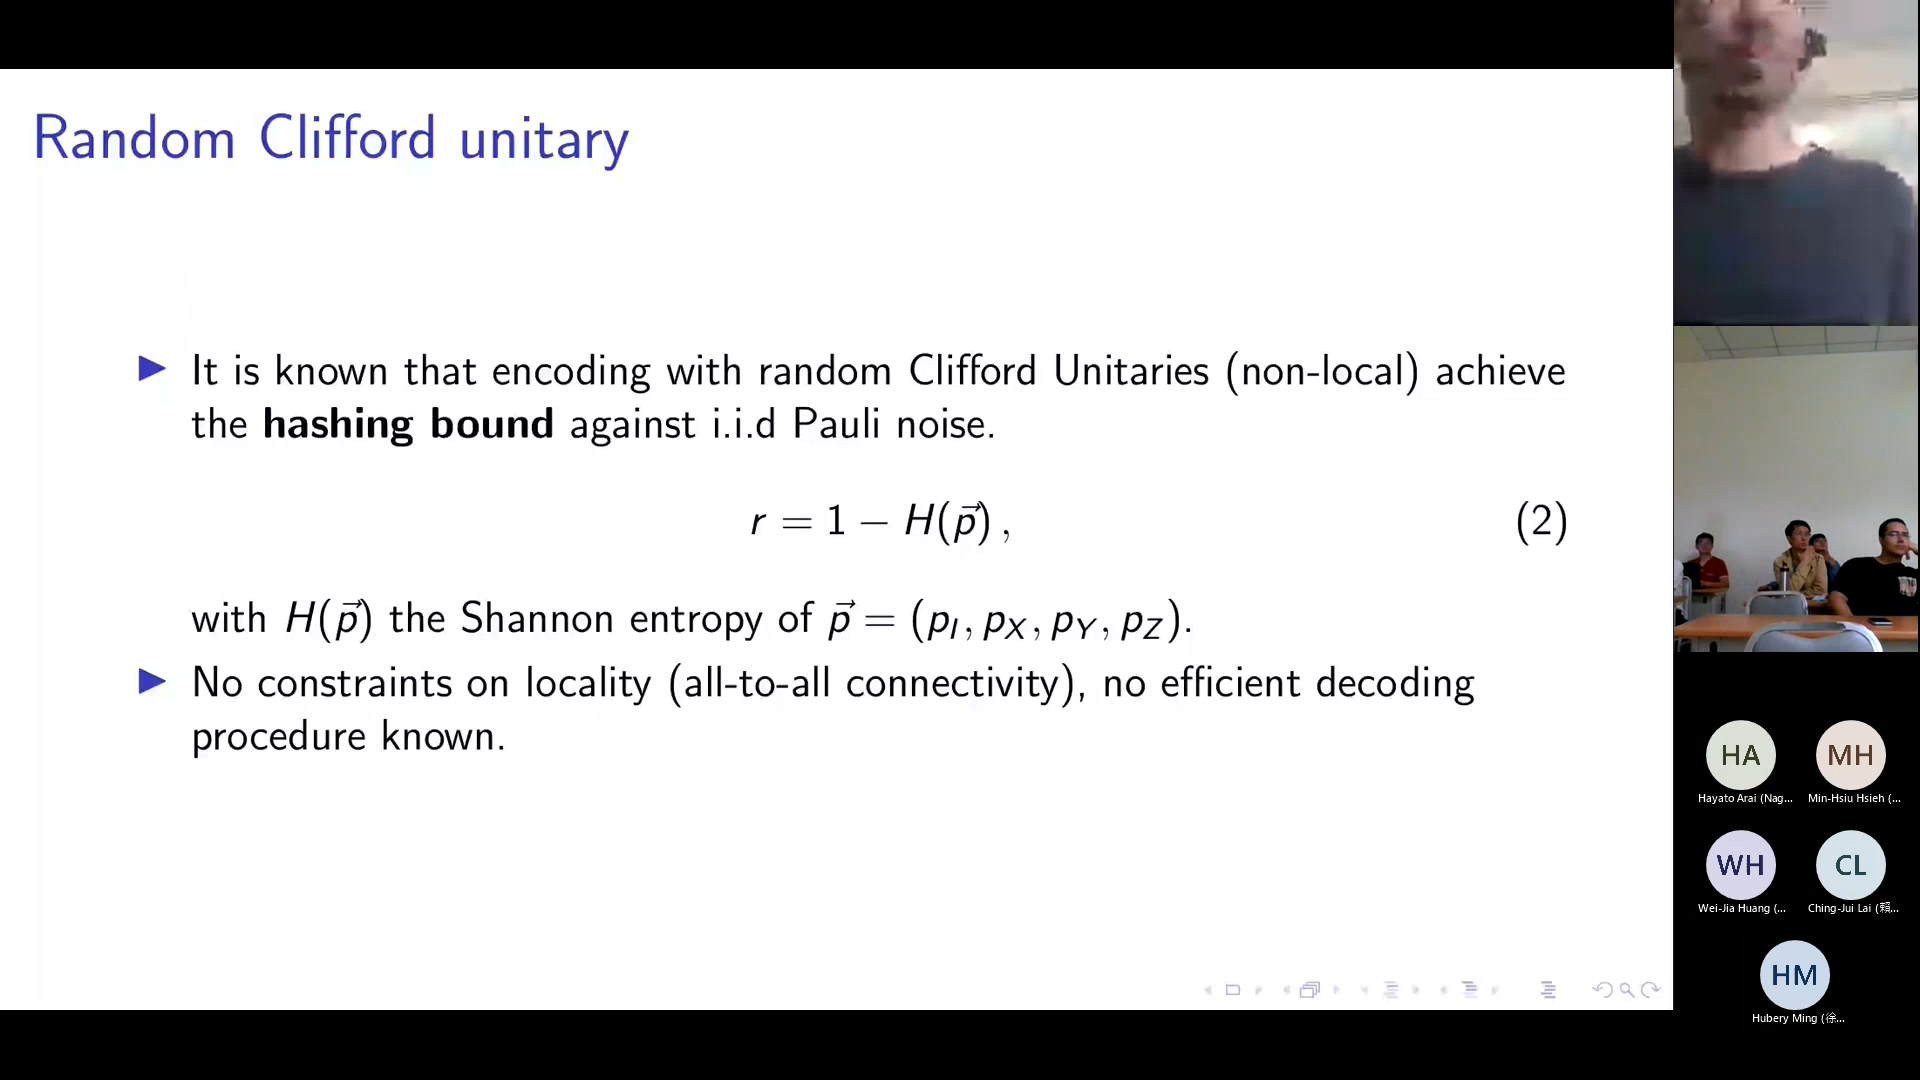 Random Clifford unitary
▶ It is known that encoding with random Clifford Unitaries (non-local) achieve
the hashing bound against i.i.d Pauli noise.
r = 1 − H(p⃗) , (2)
with H(p⃗) the Shannon entropy of p⃗ = (p_I, p_X, p_Y, p_Z).
▶ No constraints on locality (all-to-all connectivity), no efficient decoding
procedure known.
HA
Hayato Arai (Nag...
MH
Min-Hsiu Hsieh (...
WH
Wei-Jia Huang (...
CL
Ching-Jui Lai (賴...
HM
Hubery Ming (徐...